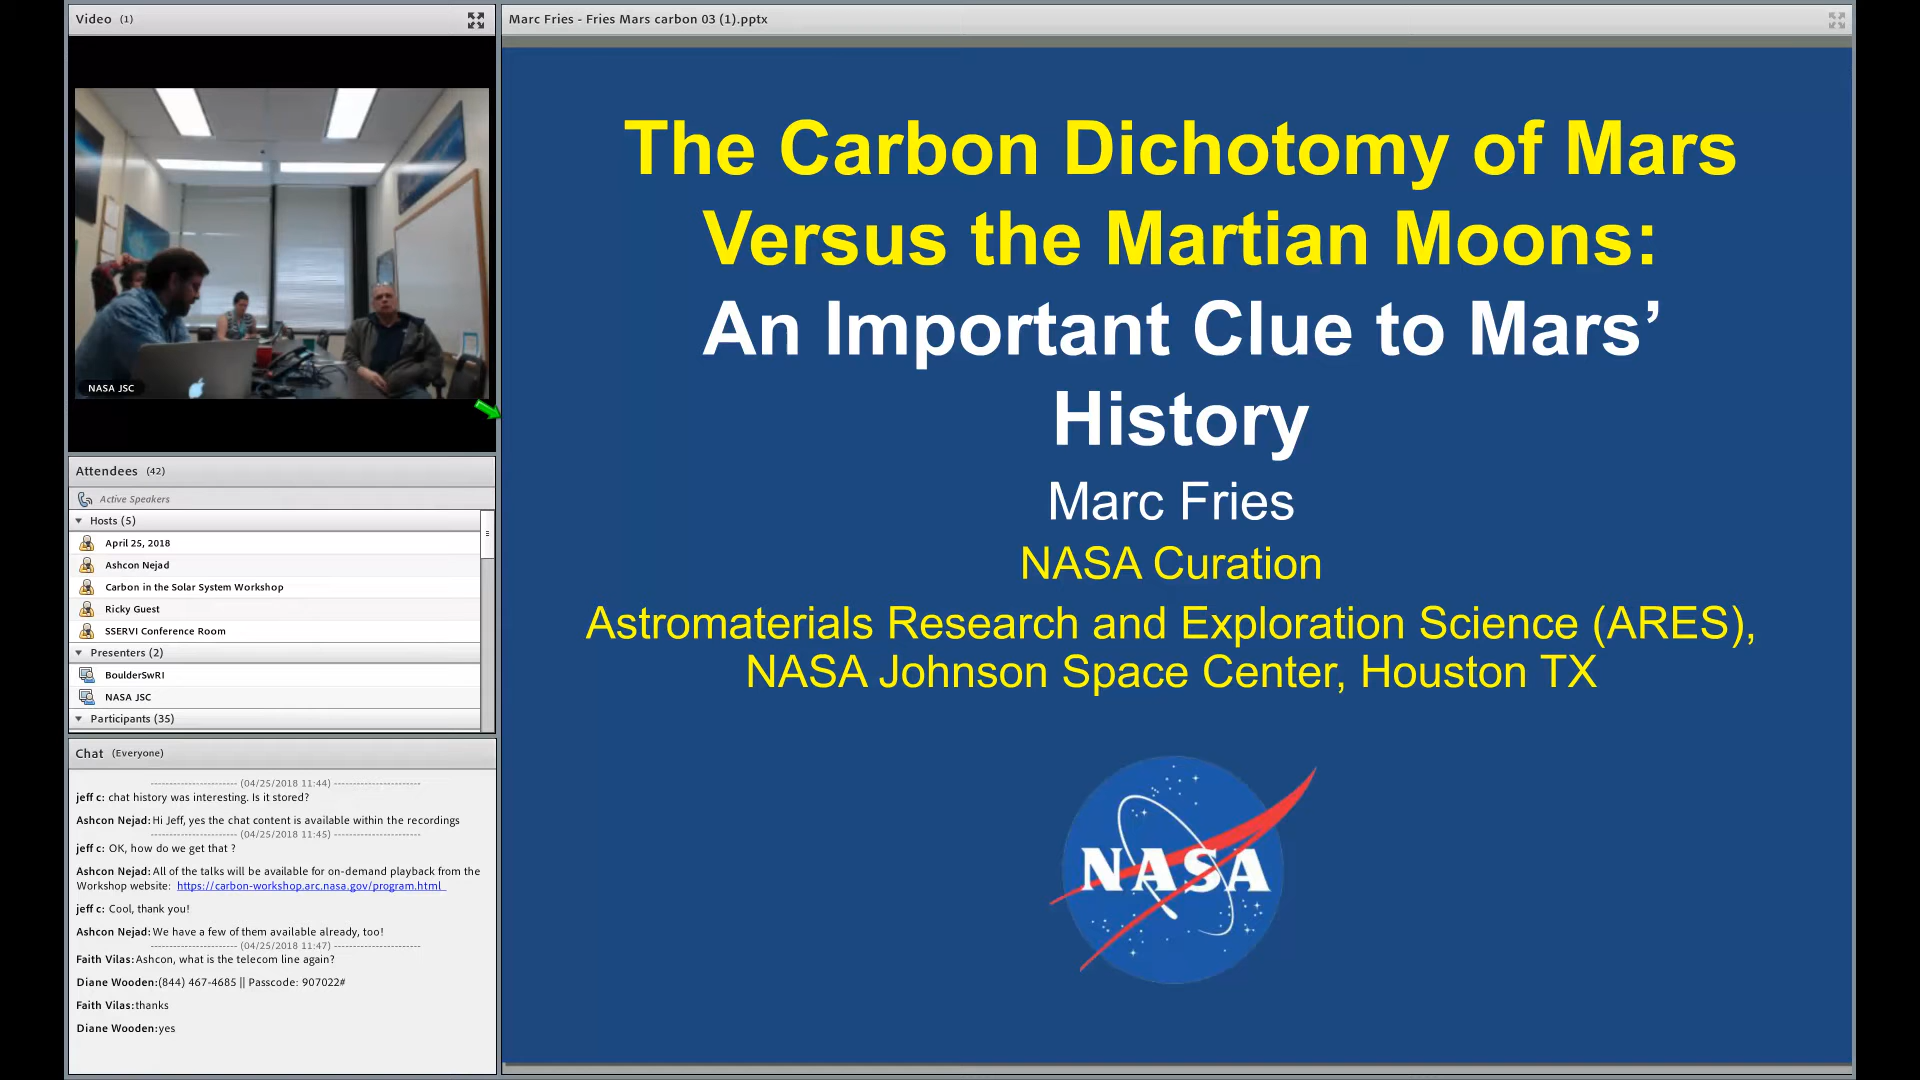 Video (1)
NASA JSC
Attendees (42)
Active Speakers
Hosts (5)
April 25, 2018
Ashcon Nejad
Carbon in the Solar System Workshop
Ricky Guest
SSERVI Conference Room
Presenters (2)
BoulderSwRI
NASA JSC
Participants (35)
Chat (Everyone)
------------------------ (04/25/2018 11:44) ------------------------
jeff c: chat history was interesting. Is it stored?
Ashcon Nejad: Hi Jeff, yes the chat content is available within the recordings
------------------------ (04/25/2018 11:45) ------------------------
jeff c: OK, how do we get that ?
Ashcon Nejad: All of the talks will be available for on-demand playback from the
Workshop website: https://carbon-workshop.arc.nasa.gov/program.html
jeff c: Cool, thank you!
Ashcon Nejad: We have a few of them available already, too!
------------------------ (04/25/2018 11:47) ------------------------
Faith Vilas: Ashcon, what is the telecom line again?
Diane Wooden: (844) 467-4685 || Passcode: 907022#
Faith Vilas: thanks
Diane Wooden: yes
Marc Fries - Fries Mars carbon 03 (1).pptx
The Carbon Dichotomy of Mars
Versus the Martian Moons:
An Important Clue to Mars’
History
Marc Fries
NASA Curation
Astromaterials Research and Exploration Science (ARES),
NASA Johnson Space Center, Houston TX
NASA